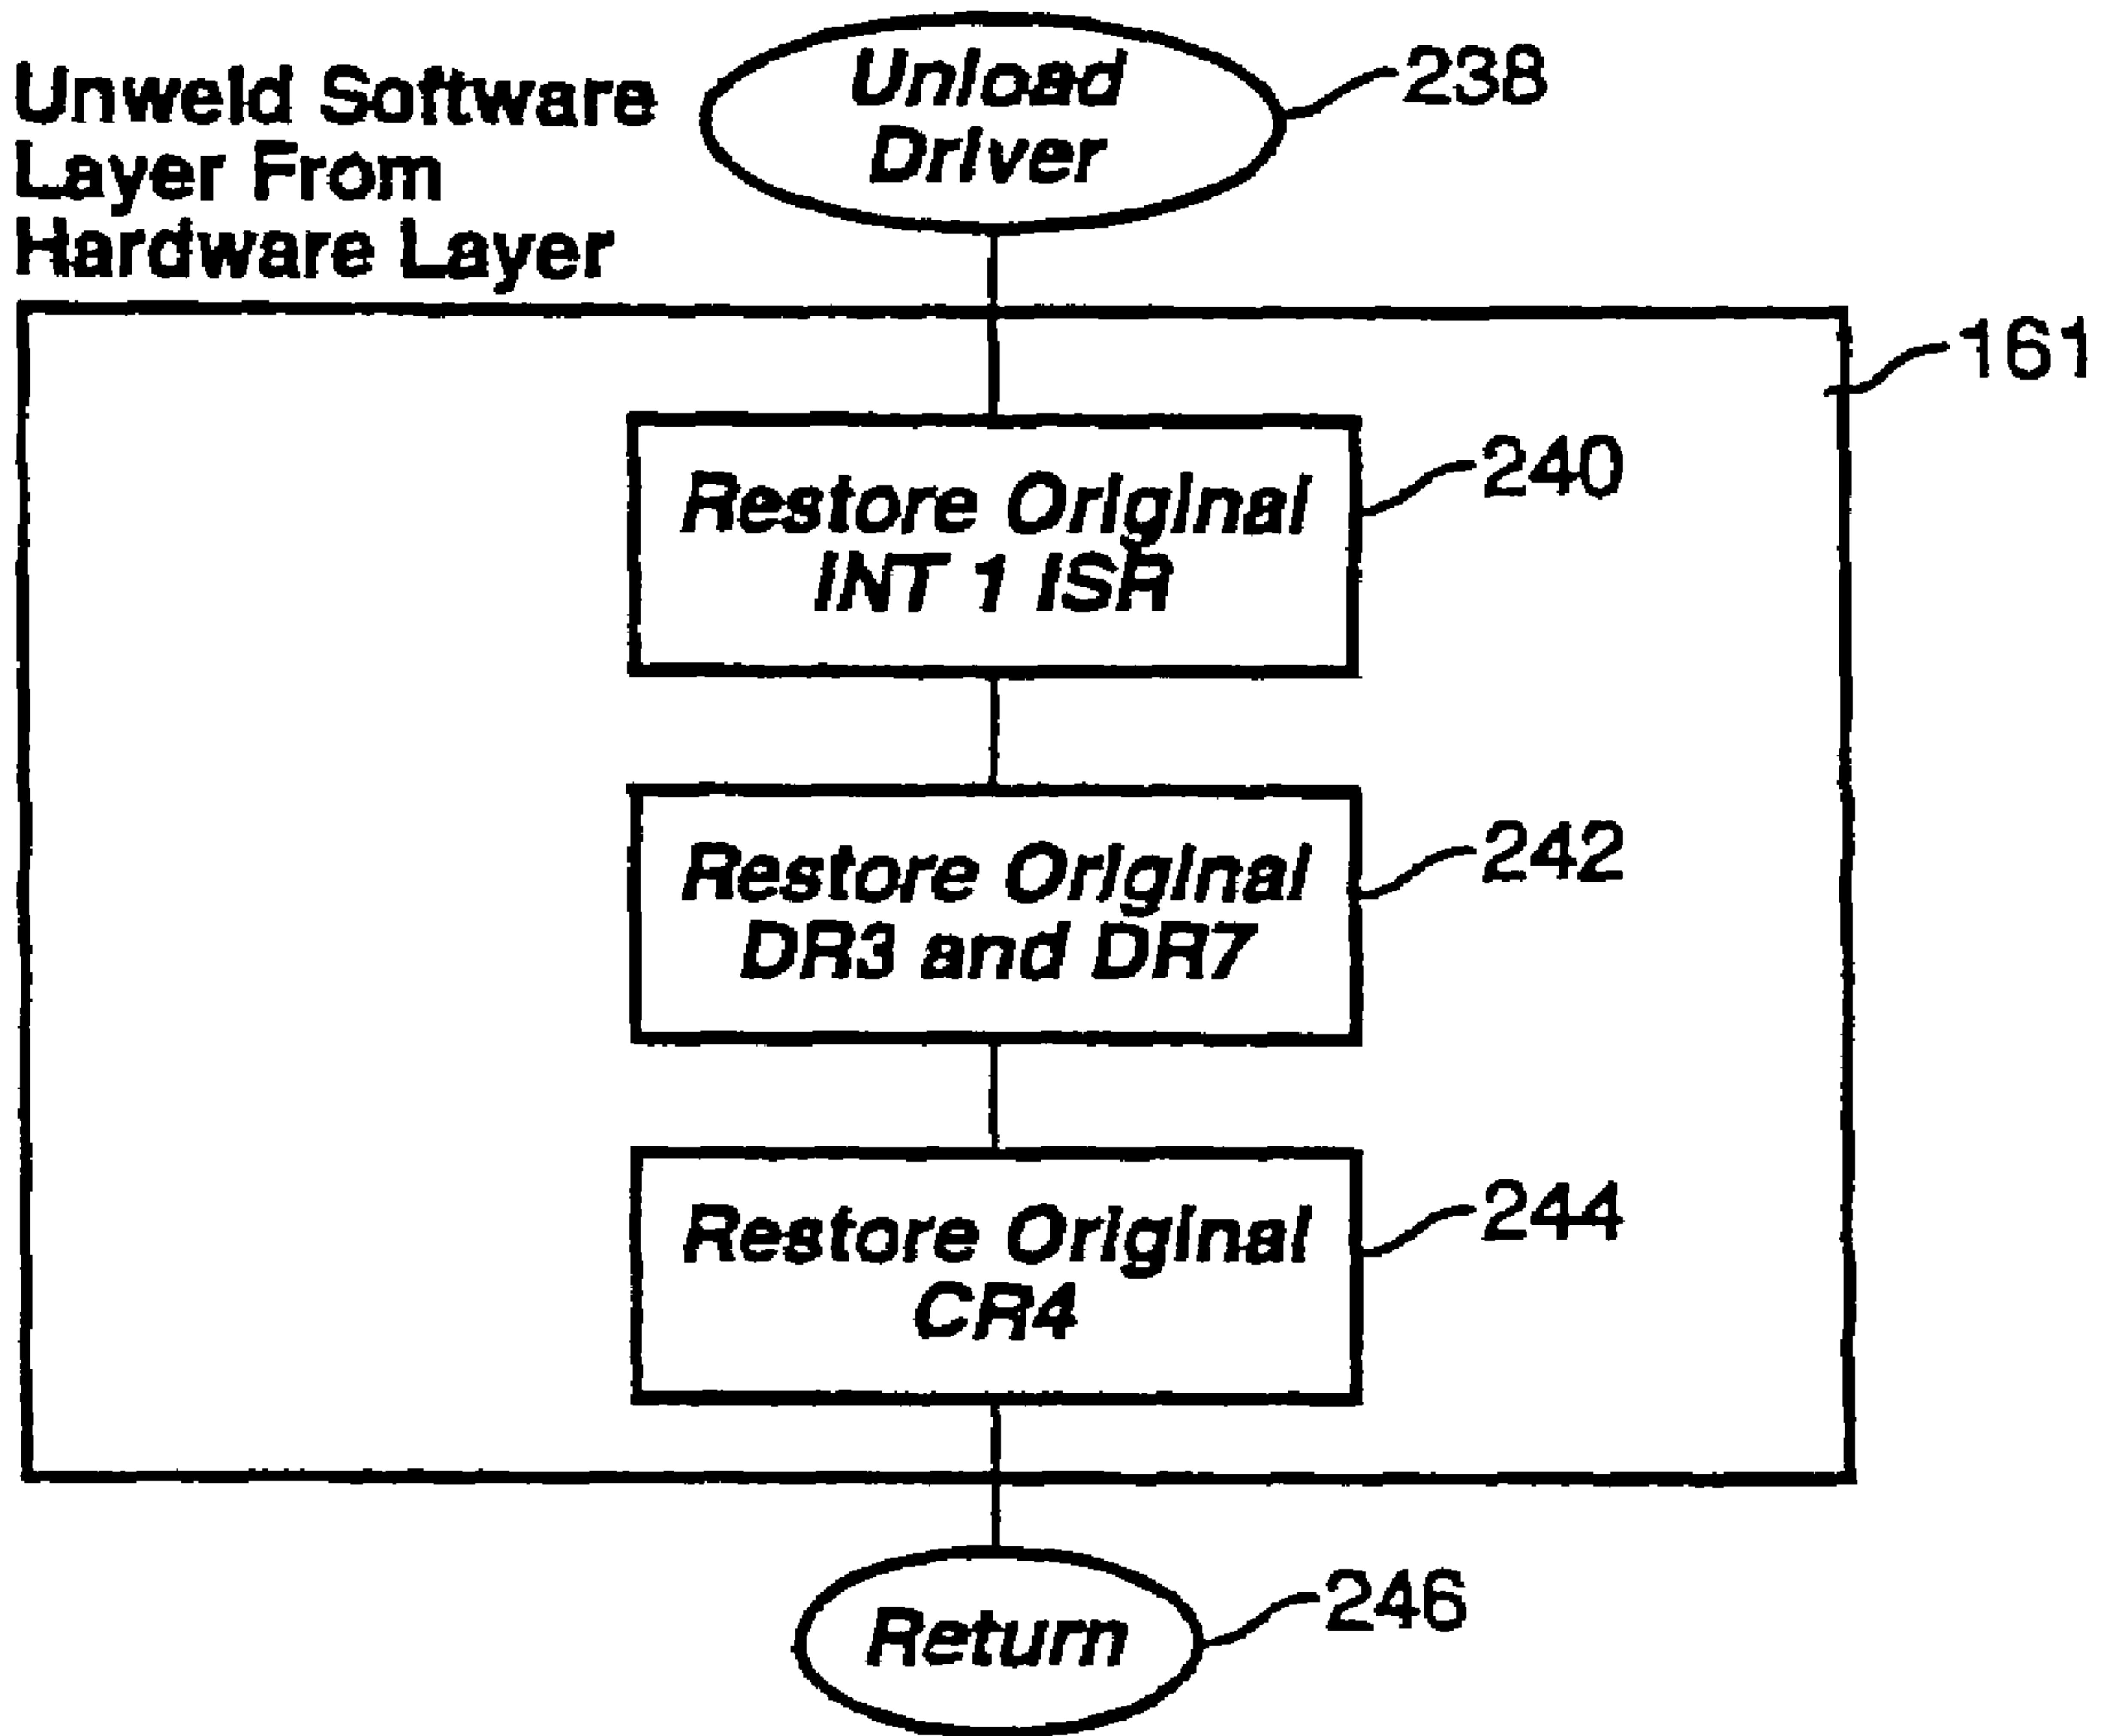 Unweld Software
Layer From
Hardware Layer
Unload
Driver
238
161
Restore Original
INT 1 ISR
240
Restore Original
DR3 and DR7
242
Restore Original
CR4
244
Return
246